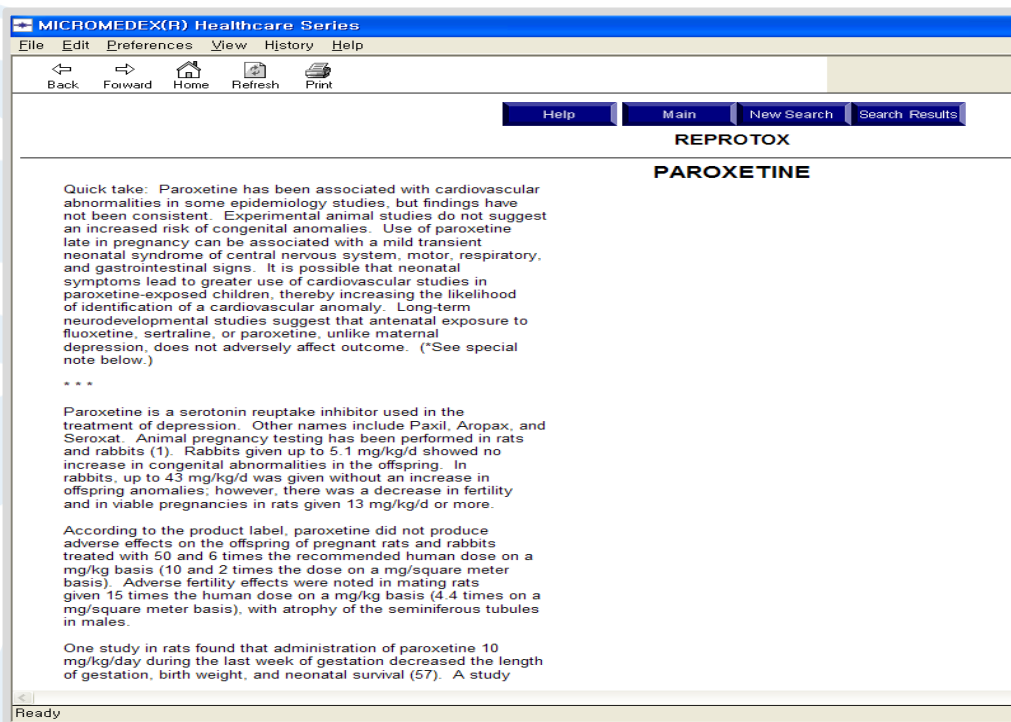 MICROMEDEX(R) Healthcare Series
File Edit Preferences View History Help
Back Forward Home Refresh Print
Help Main New Search Search Results
REPROTOX
PAROXETINE
Quick take: Paroxetine has been associated with cardiovascular
abnormalities in some epidemiology studies, but findings have
not been consistent. Experimental animal studies do not suggest
an increased risk of congenital anomalies. Use of paroxetine
late in pregnancy can be associated with a mild transient
neonatal syndrome of central nervous system, motor, respiratory,
and gastrointestinal signs. It is possible that neonatal
symptoms lead to greater use of cardiovascular studies in
paroxetine-exposed children, thereby increasing the likelihood
of identification of a cardiovascular anomaly. Long-term
neurodevelopmental studies suggest that antenatal exposure to
fluoxetine, sertraline, or paroxetine, unlike maternal
depression, does not adversely affect outcome. (*See special
note below.)
* * *
Paroxetine is a serotonin reuptake inhibitor used in the
treatment of depression. Other names include Paxil, Aropax, and
Seroxat. Animal pregnancy testing has been performed in rats
and rabbits (1). Rabbits given up to 5.1 mg/kg/d showed no
increase in congenital abnormalities in the offspring. In
rabbits, up to 43 mg/kg/d was given without an increase in
offspring anomalies; however, there was a decrease in fertility
and in viable pregnancies in rats given 13 mg/kg/d or more.
According to the product label, paroxetine did not produce
adverse effects on the offspring of pregnant rats and rabbits
treated with 50 and 6 times the recommended human dose on a
mg/kg basis (10 and 2 times the dose on a mg/square meter
basis). Adverse fertility effects were noted in mating rats
given 15 times the human dose on a mg/kg basis (4.4 times on a
mg/square meter basis), with atrophy of the seminiferous tubules
in males.
One study in rats found that administration of paroxetine 10
mg/kg/day during the last week of gestation decreased the length
of gestation, birth weight, and neonatal survival (57). A study
Ready